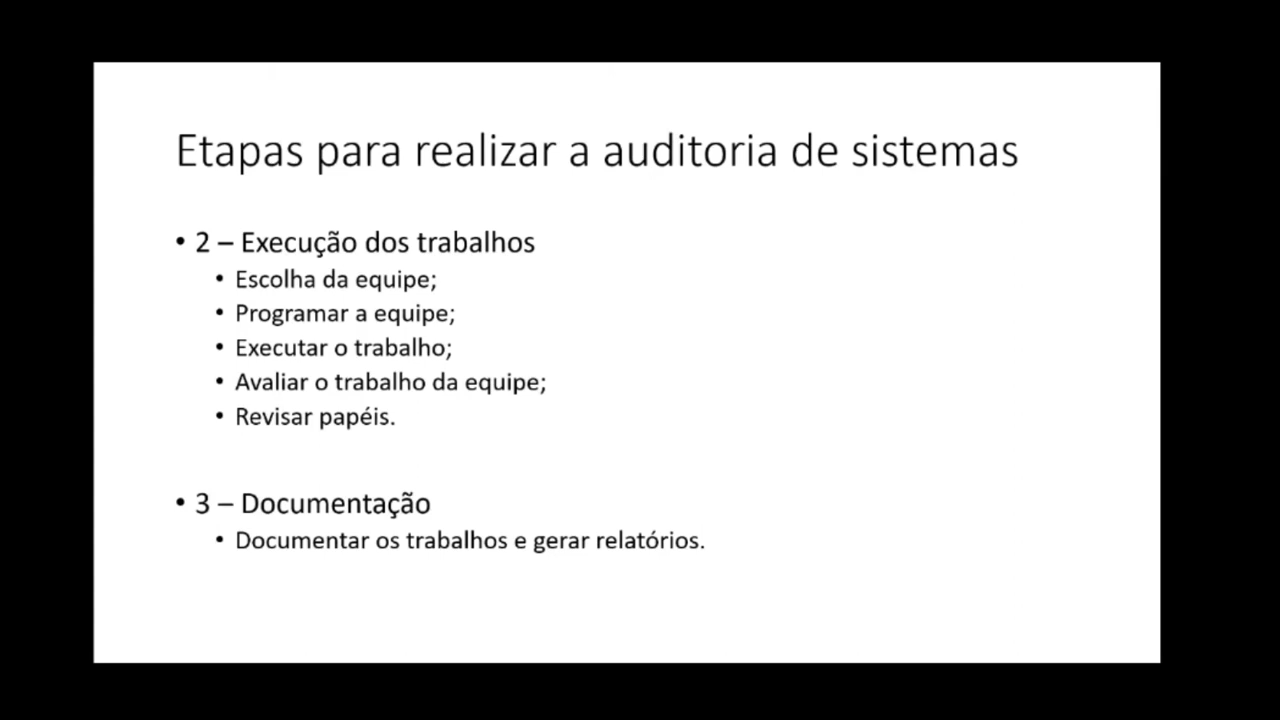 Etapas para realizar a auditoria de sistemas
• 2 – Execução dos trabalhos
• Escolha da equipe;
• Programar a equipe;
• Executar o trabalho;
• Avaliar o trabalho da equipe;
• Revisar papéis.
• 3 – Documentação
• Documentar os trabalhos e gerar relatórios.